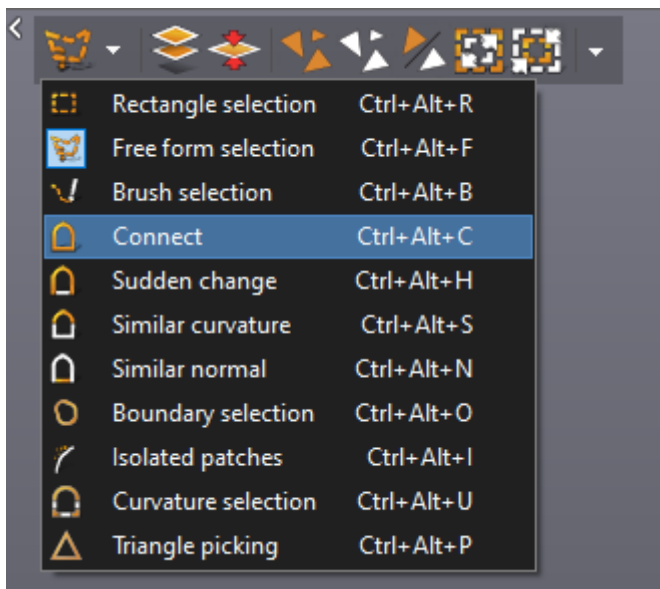 Rectangle selection Ctrl+Alt+R
Free form selection Ctrl+Alt+F
Brush selection Ctrl+Alt+B
Connect Ctrl+Alt+C
Sudden change Ctrl+Alt+H
Similar curvature Ctrl+Alt+S
Similar normal Ctrl+Alt+N
Boundary selection Ctrl+Alt+O
Isolated patches Ctrl+Alt+I
Curvature selection Ctrl+Alt+U
Triangle picking Ctrl+Alt+P